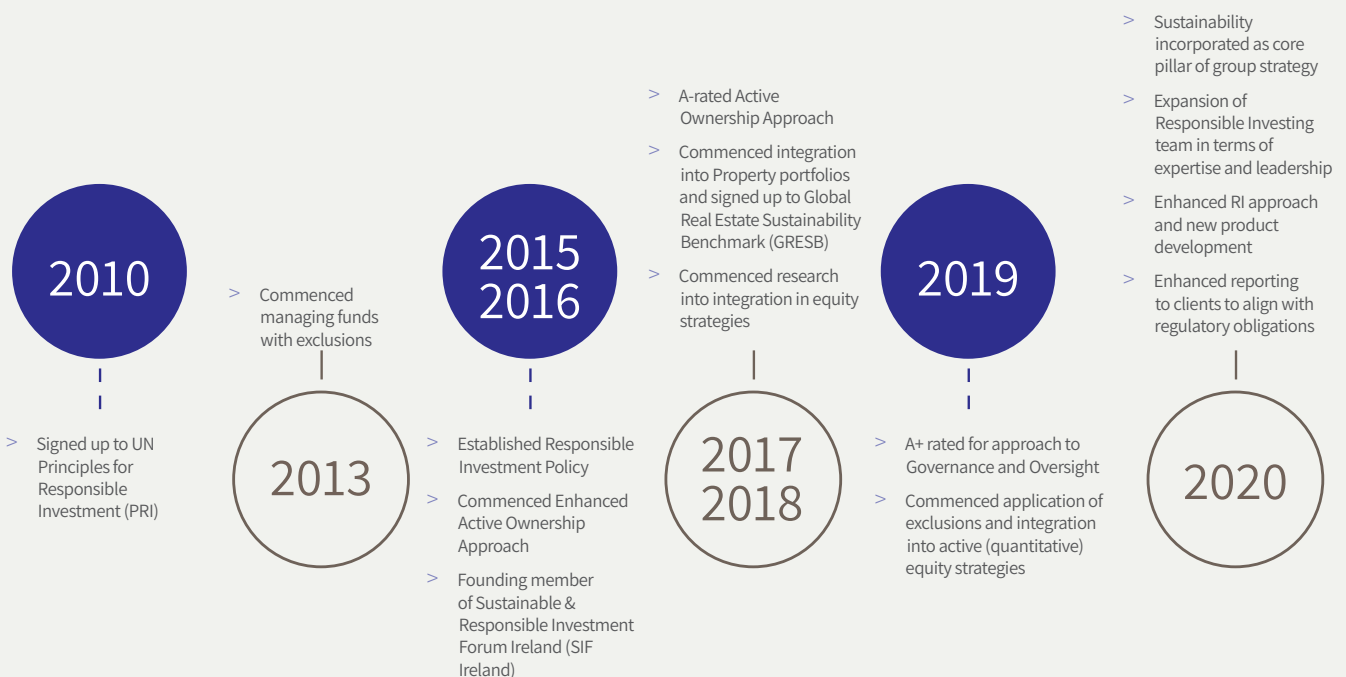 2010
> Signed up to UN
Principles for
Responsible
Investment (PRI)
> Commenced
managing funds
with exclusions
2013
2015
2016
> Established Responsible
Investment Policy
> Commenced Enhanced
Active Ownership
Approach
> Founding member
of Sustainable &
Responsible Investment
Forum Ireland (SIF
Ireland)
> A-rated Active
Ownership Approach
> Commenced integration
into Property portfolios
and signed up to Global
Real Estate Sustainability
Benchmark (GRESB)
> Commenced research
into integration in equity
strategies
2017
2018
2019
> A+ rated for approach to
Governance and Oversight
> Commenced application of
exclusions and integration
into active (quantitative)
equity strategies
> Sustainability
incorporated as core
pillar of group strategy
> Expansion of
Responsible Investing
team in terms of
expertise and leadership
> Enhanced RI approach
and new product
development
> Enhanced reporting
to clients to align with
regulatory obligations
2020